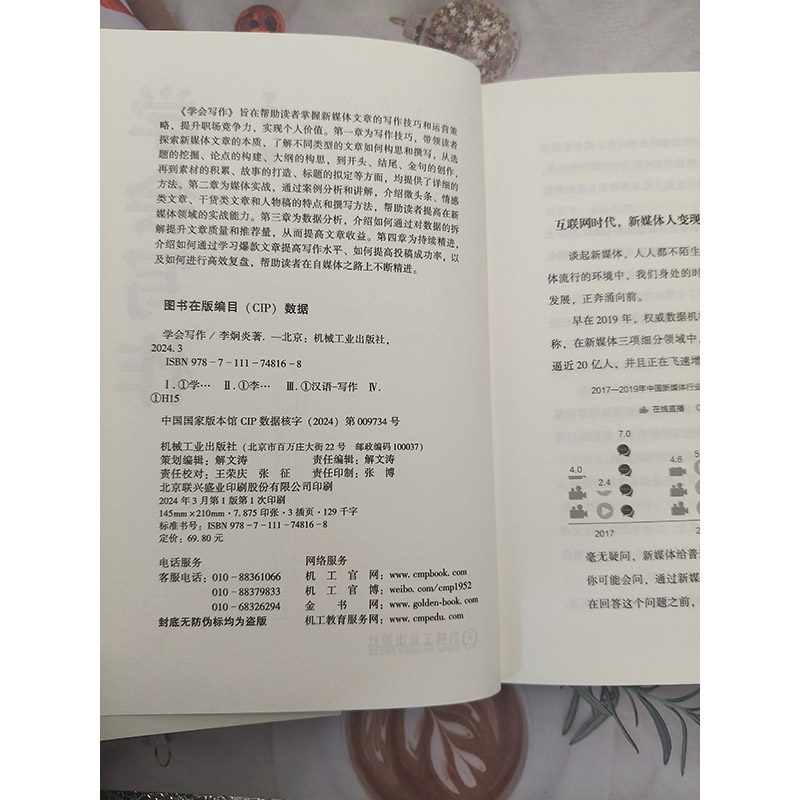 《学会写作》旨在帮助读者掌握新媒体文章的写作技巧和运营策
略，提升职场竞争力，实现个人价值。第一章为写作技巧，带领读者
探索新媒体文章的本质，了解不同类型的文章如何构思和撰写，从选
题的挖掘、论点的构建、大纲的构思，到开头、结尾、金句的创作，
再到素材的积累、故事的打造、标题的拟定等方面，均提供了详细的
方法。第二章为媒体实战，通过案例分析和讲解，介绍微头条、情感
类文章、干货类文章和人物稿的特点和撰写方法，帮助读者提高在新
媒体领域的实战能力。第三章为数据分析，介绍如何通过对数据的拆
解提升文章质量和推荐量，从而提高文章收益。第四章为持续精进，
介绍如何通过学习爆款文章提高写作水平、如何提高投稿成功率，以
及如何进行高效复盘，帮助读者在自媒体之路上不断精进。
图书在版编目（CIP）数据
学会写作 / 李炯炎著. —北京：机械工业出版社，
2024.3
ISBN 978-7-111-74816-8
Ⅰ.①学… Ⅱ.①李… Ⅲ.①汉语-写作 Ⅳ.
①H15
中国国家版本馆 CIP 数据核字（2024）第 009734 号
机械工业出版社（北京市百万庄大街 22 号 邮政编码 100037）
策划编辑：解文涛 责任编辑：解文涛
责任校对：王荣庆 张 征 责任印制：张 博
北京联兴盛业印刷股份有限公司印刷
2024 年 3 月第 1 版第 1 次印刷
145mm×210mm·7.875 印张·3 插页·129 千字
标准书号：ISBN 978-7-111-74816-8
定价：69.80 元
电话服务 网络服务
客服电话：010-88361066 机 工 官 网：www.cmpbook.com
010-88379833 机 工 官 博：weibo.com/cmp1952
010-68326294 金 书 网：www.golden-book.com
封底无防伪标均为盗版 机工教育服务网：www.cmpedu.com
互联网时代，新媒体人变现
谈起新媒体，人人都不陌生
体流行的环境中，我们身处的时
发展，正奔涌向前。
早在 2019 年，权威数据机
称，在新媒体三项细分领域中，
逼近 20 亿人，并且正在飞速增
2017—2019年中国新媒体行业
在线直播
7.0
4.0
2.4
4.6
2017
毫无疑问，新媒体给普
你可能会问，通过新媒
在回答这个问题之前，